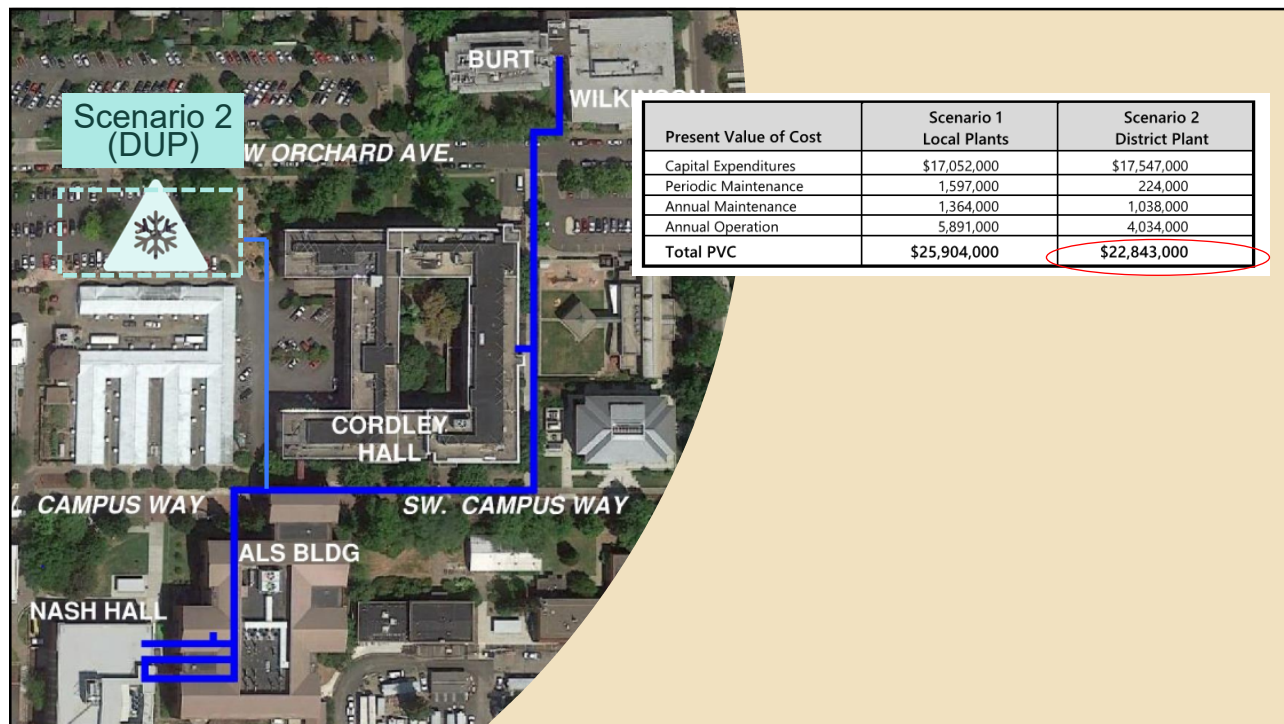 BURT
WILKINSON
Scenario 2
(DUP)
W ORCHARD AVE.
Present Value of Cost Scenario 1 Local Plants Scenario 2 District Plant
Capital Expenditures $17,052,000 $17,547,000
Periodic Maintenance 1,597,000 224,000
Annual Maintenance 1,364,000 1,038,000
Annual Operation 5,891,000 4,034,000
Total PVC $25,904,000 $22,843,000
CORDLEY
HALL
CAMPUS WAY
SW. CAMPUS WAY
ALS BLDG
NASH HALL